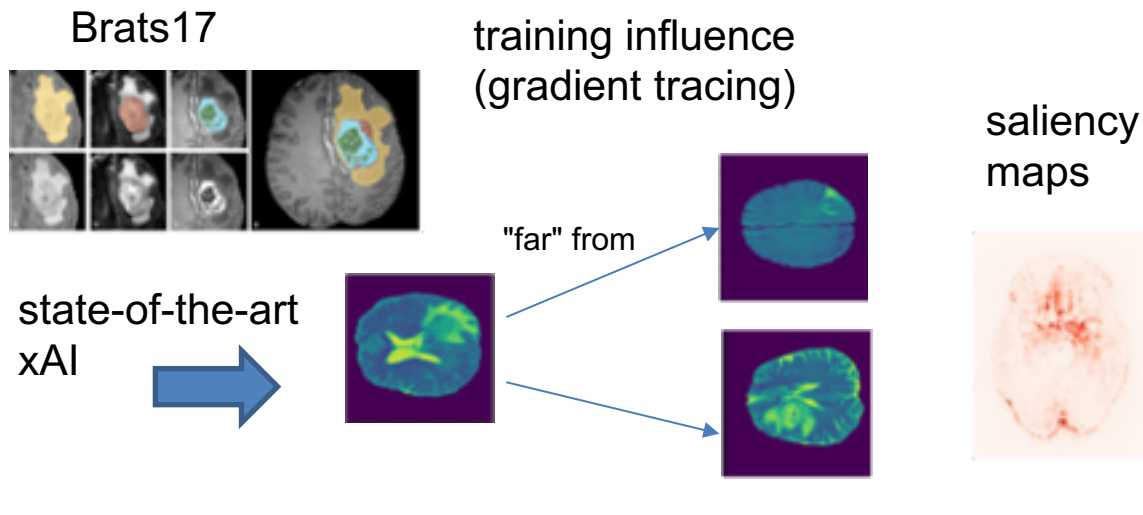 Brats17
training influence
(gradient tracing)
saliency
maps
"far" from
state-of-the-art
xAI